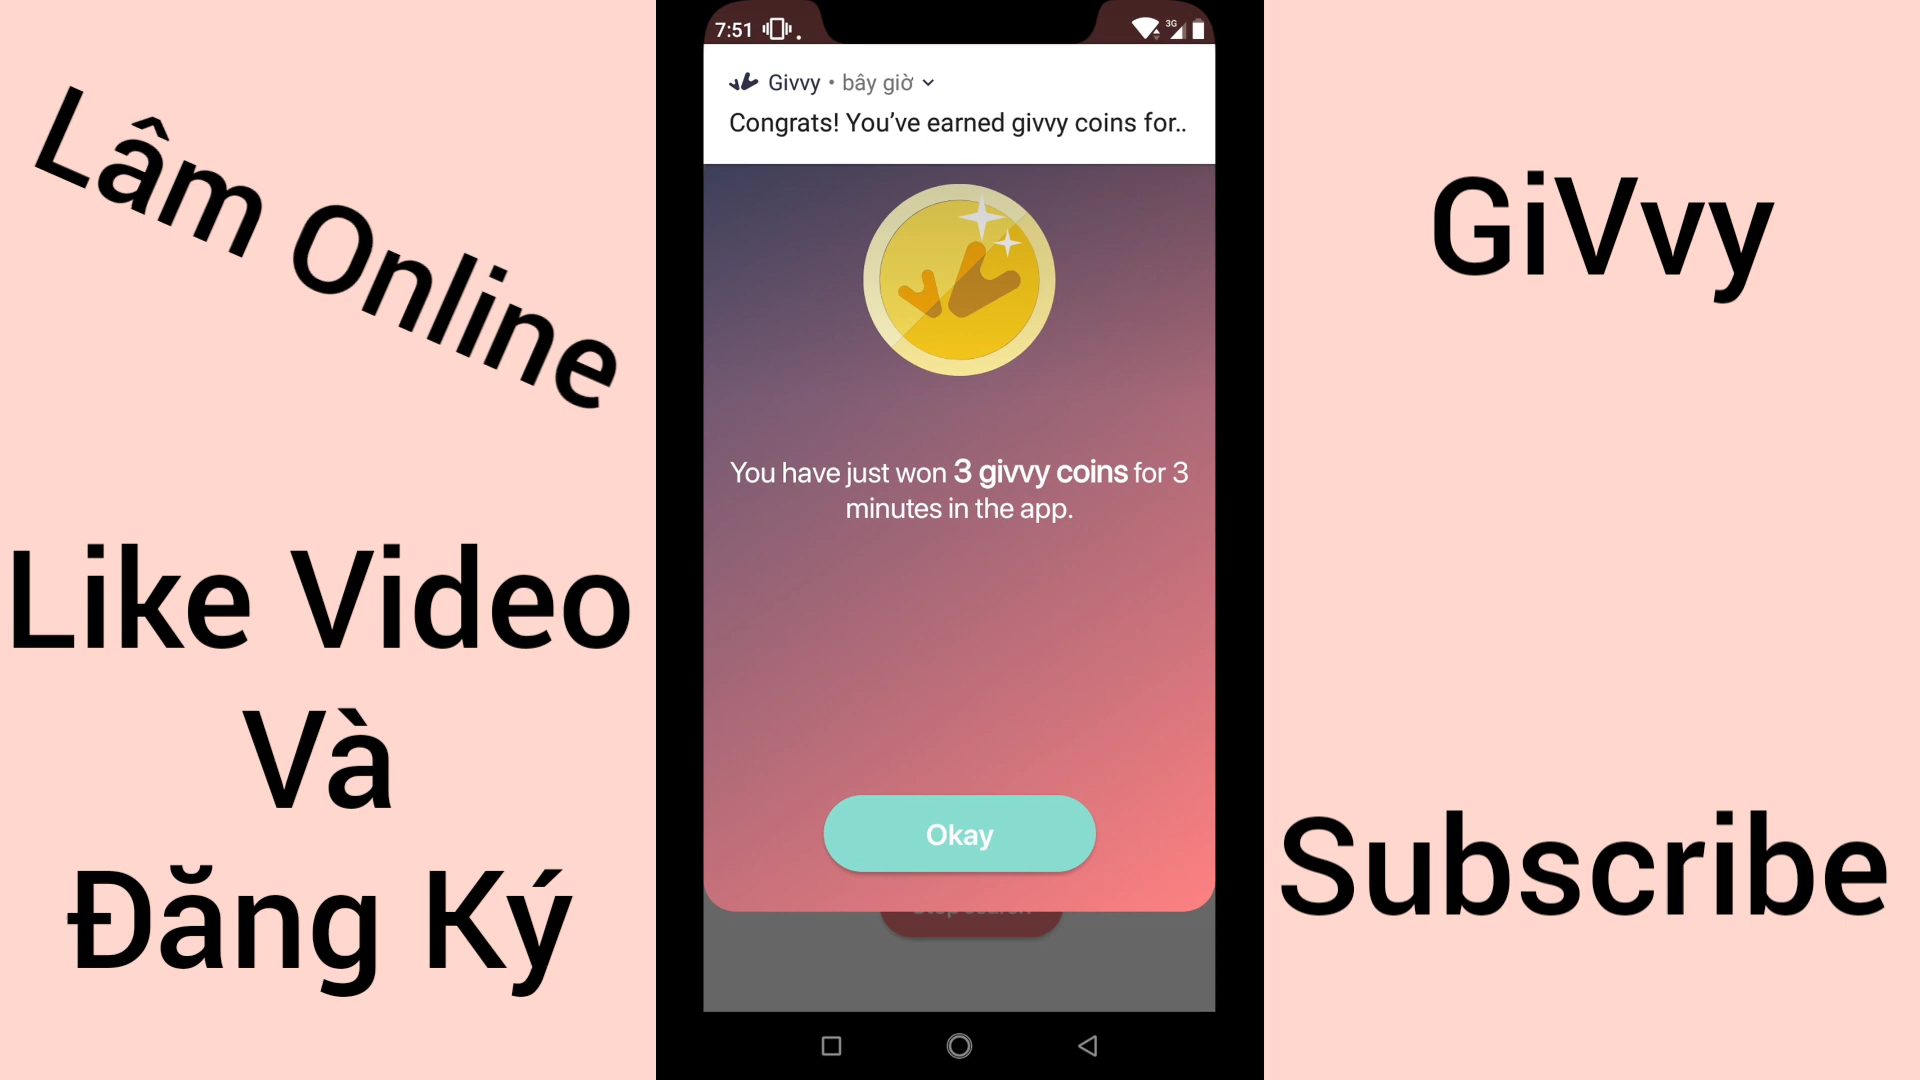 Lâm Online
Like Video
Và
Đăng Ký
7:51
3G
Givvy • bây giờ
Congrats! You’ve earned givvy coins for..
You have just won 3 givvy coins for 3
minutes in the app.
Okay
GiVvy
Subscribe